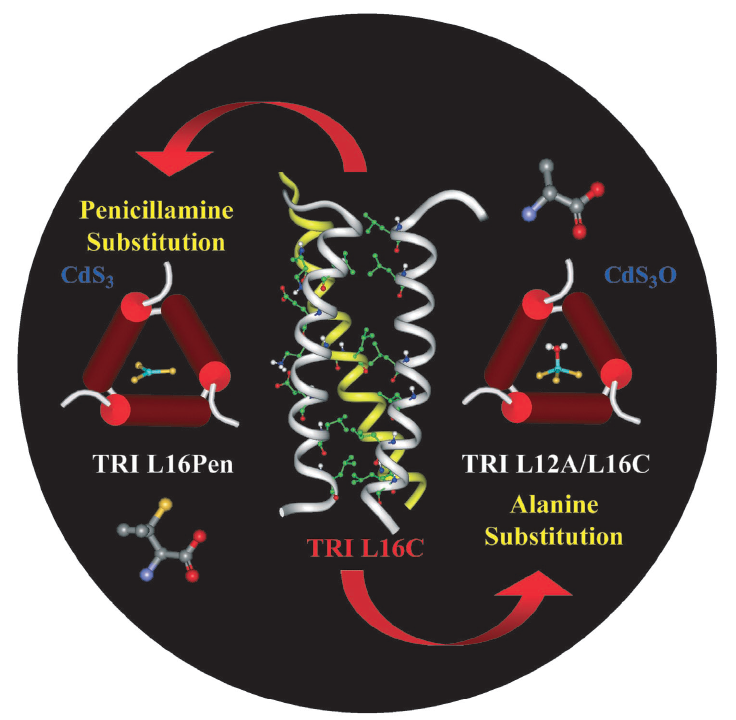 Penicillamine
Substitution
CdS₃
TRI L16Pen
TRI L16C
CdS₃O
TRI L12A/L16C
Alanine
Substitution